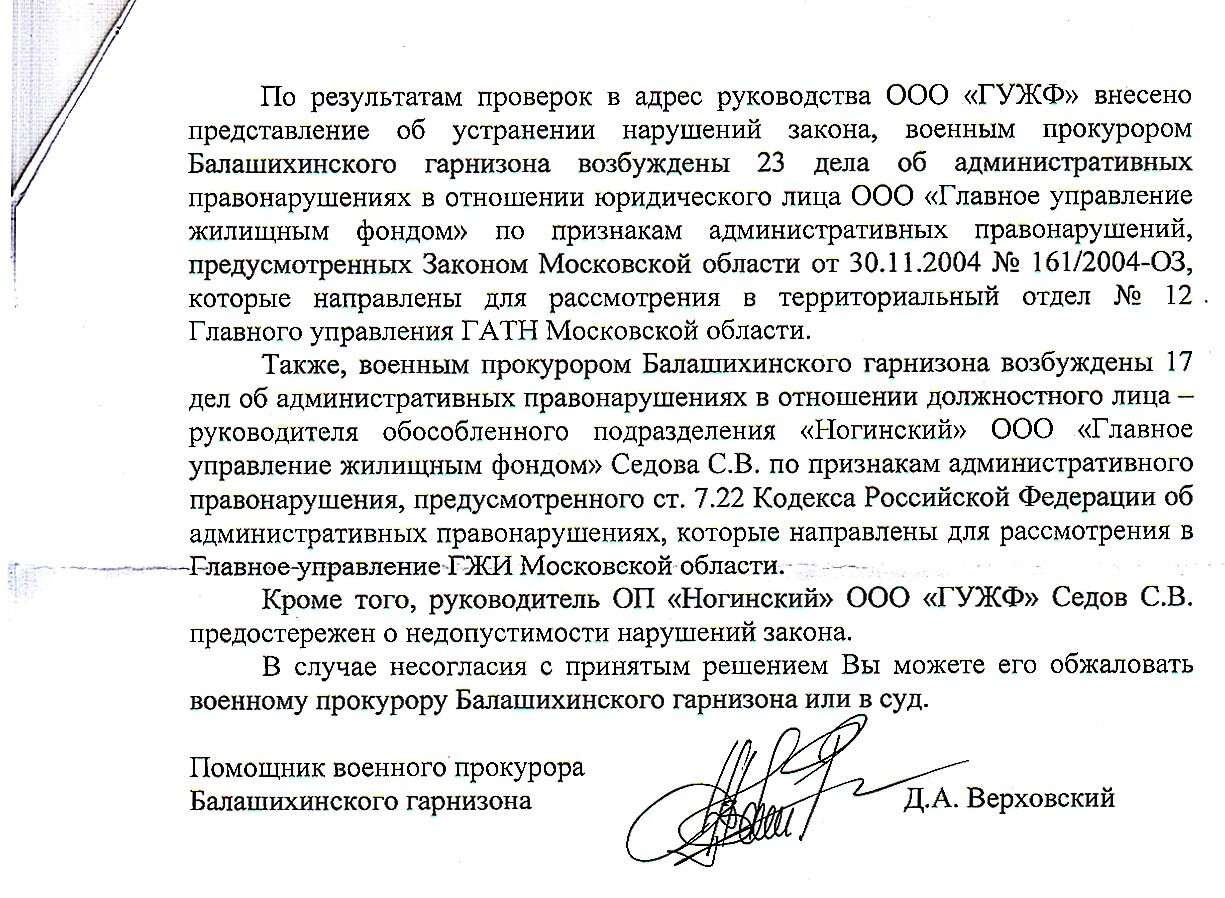 По результатам проверок в адрес руководства ООО «ГУЖФ» внесено
представление об устранении нарушений закона, военным прокурором
Балашихинского гарнизона возбуждены 23 дела об административных
правонарушениях в отношении юридического лица ООО «Главное управление
жилищным фондом» по признакам административных правонарушений,
предусмотренных Законом Московской области от 30.11.2004 № 161/2004-ОЗ,
которые направлены для рассмотрения в территориальный отдел № 12
Главного управления ГАТН Московской области.
Также, военным прокурором Балашихинского гарнизона возбуждены 17
дел об административных правонарушениях в отношении должностного лица –
руководителя обособленного подразделения «Ногинский» ООО «Главное
управление жилищным фондом» Седова С.В. по признакам административного
правонарушения, предусмотренного ст. 7.22 Кодекса Российской Федерации об
административных правонарушениях, которые направлены для рассмотрения в
Главное управление ГЖИ Московской области.
Кроме того, руководитель ОП «Ногинский» ООО «ГУЖФ» Седов С.В.
предостережен о недопустимости нарушений закона.
В случае несогласия с принятым решением Вы можете его обжаловать
военному прокурору Балашихинского гарнизона или в суд.
Помощник военного прокурора
Балашихинского гарнизона
Д.А. Верховский